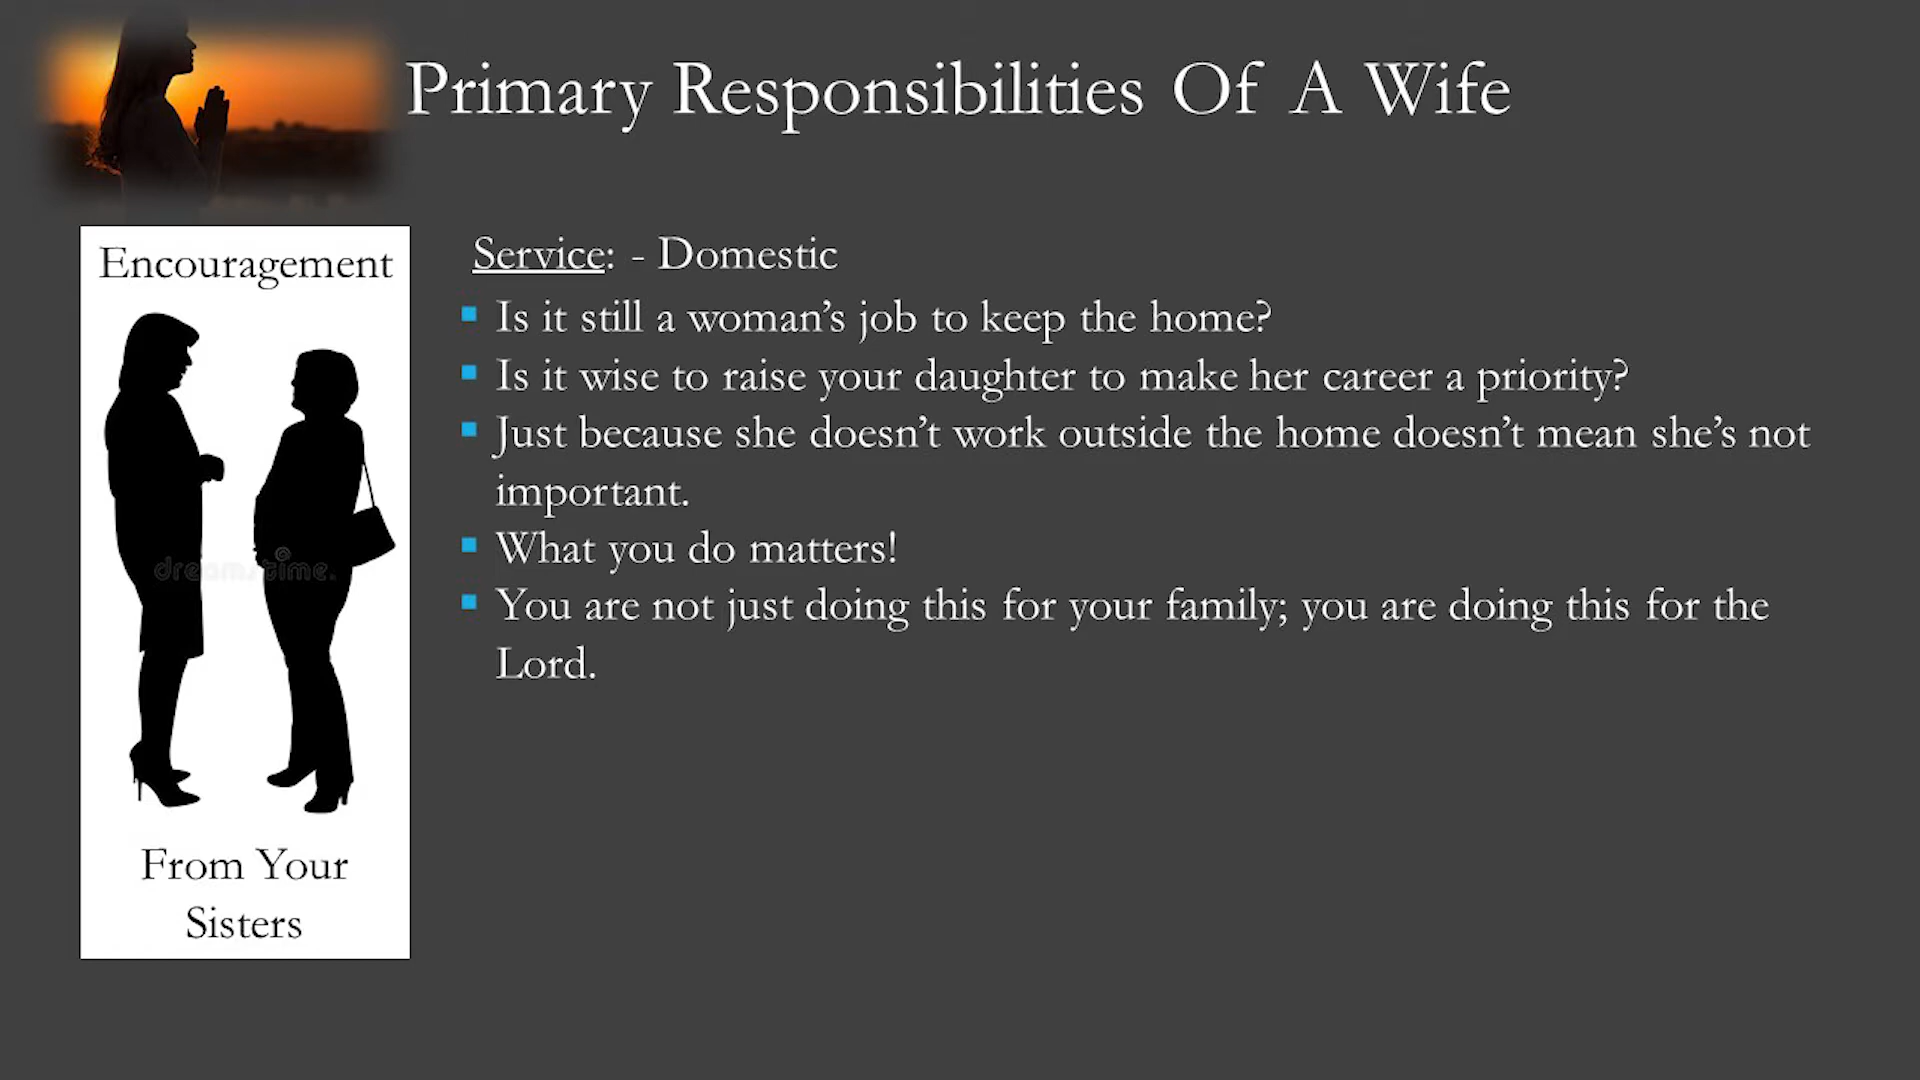 Primary Responsibilities Of A Wife
Encouragement
dreamstime.
From Your
Sisters
Service: - Domestic
Is it still a woman’s job to keep the home?
Is it wise to raise your daughter to make her career a priority?
Just because she doesn’t work outside the home doesn’t mean she’s not
important.
What you do matters!
You are not just doing this for your family; you are doing this for the
Lord.